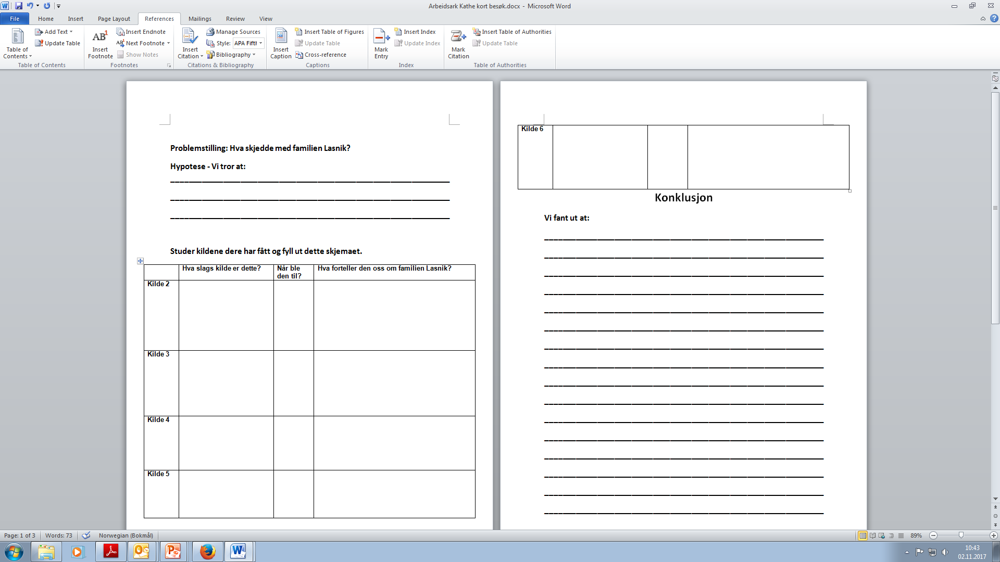 Arbeidsark Kathe kort besøk.docx - Microsoft Word
File Home Insert Page Layout References Mailings Review View
Table of Contents
Add Text
Update Table
Table of Contents
AB1 Insert Footnote
Insert Endnote
AB1 Next Footnote
Show Notes
Footnotes
Insert Citation
Manage Sources
Style: APA Fifth
Bibliography
Citations & Bibliography
Insert Caption
Insert Table of Figures
Update Table
Cross-reference
Captions
Mark Entry
Insert Index
Update Index
Index
Mark Citation
Insert Table of Authorities
Update Table
Table of Authorities
Problemstilling: Hva skjedde med familien Lasnik?
Hypotese - Vi tror at:
Studer kildene dere har fått og fyll ut dette skjemaet.
Hva slags kilde er dette? Når ble den til? Hva forteller den oss om familien Lasnik?
Kilde 2
Kilde 3
Kilde 4
Kilde 5
Kilde 6
Konklusjon
Vi fant ut at:
Page: 1 of 3 Words: 73 Norwegian (Bokmål) 89%
10:43
02.11.2017